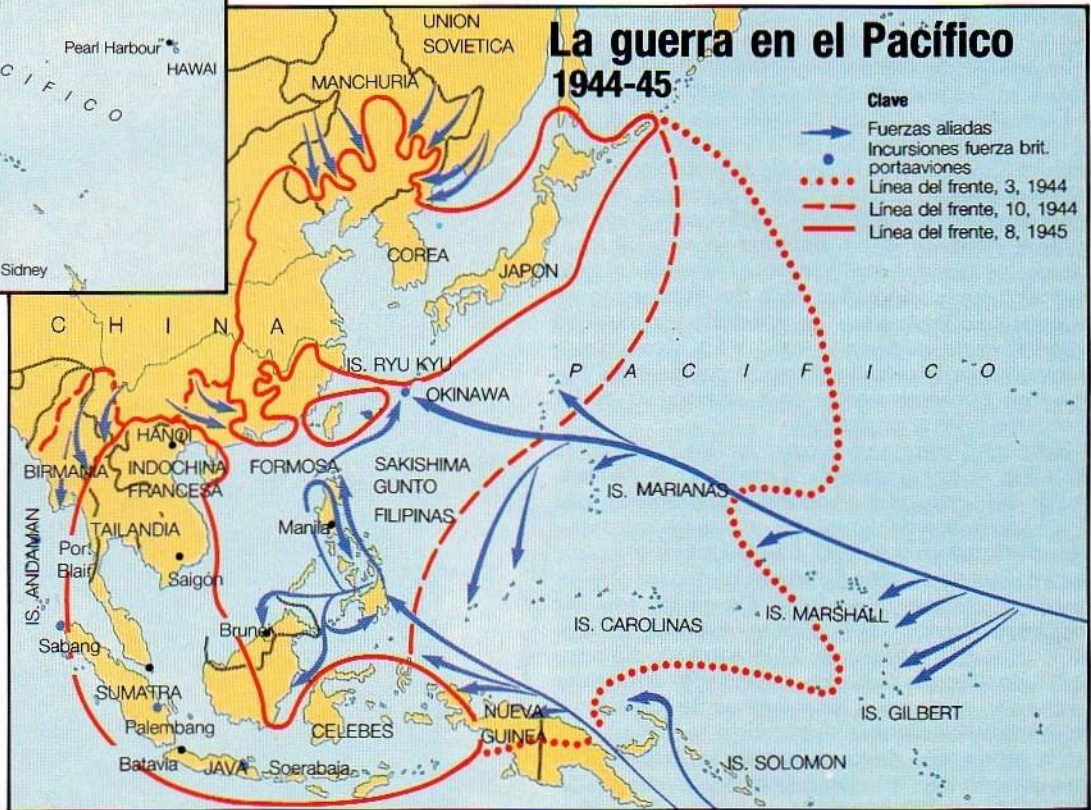 La guerra en el Pacífico
1944-45
Clave
Fuerzas aliadas
Incursiones fuerza brit.
portaaviones
Línea del frente, 3, 1944
Línea del frente, 10, 1944
Línea del frente, 8, 1945
Pearl Harbour
HAWAI
CIFICO
Sidney
UNION
SOVIETICA
MANCHURIA
COREA
JAPON
CHINA
IS. RYU KYU
OKINAWA
PACIFICO
HANOI
BIRMANIA
INDOCHINA
FRANCESA
FORMOSA
SAKISHIMA
GUNTO
FILIPINAS
IS. MARIANAS
TAILANDIA
Manila
IS. ANDAMAN
Port
Blair
Saigón
Brunei
IS. CAROLINAS
IS. MARSHALL
Sabang
SUMATRA
Palembang
CELEBES
NUEVA
GUINEA
IS. GILBERT
Batavia
JAVA
Soerabaja
IS. SOLOMON